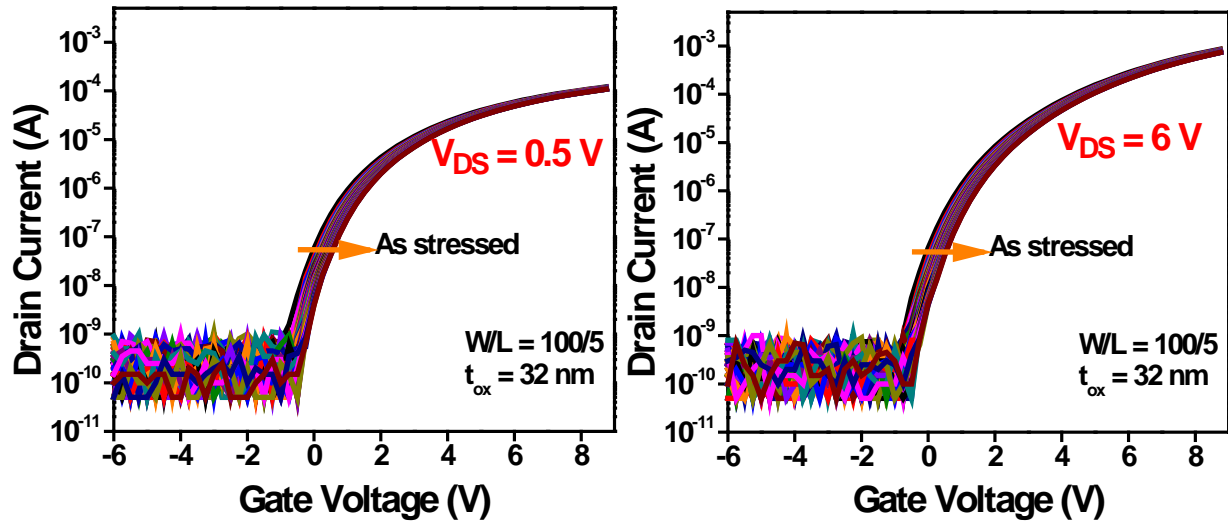 10⁻³
10⁻⁴
10⁻⁵
10⁻⁶
10⁻⁷
10⁻⁸
10⁻⁹
10⁻¹⁰
10⁻¹¹
Drain Current (A)
V_DS = 0.5 V
As stressed
W/L = 100/5
t_ox = 32 nm
-6 -4 -2 0 2 4 6 8
Gate Voltage (V)
10⁻³
10⁻⁴
10⁻⁵
10⁻⁶
10⁻⁷
10⁻⁸
10⁻⁹
10⁻¹⁰
10⁻¹¹
Drain Current (A)
V_DS = 6 V
As stressed
W/L = 100/5
t_ox = 32 nm
-6 -4 -2 0 2 4 6 8
Gate Voltage (V)